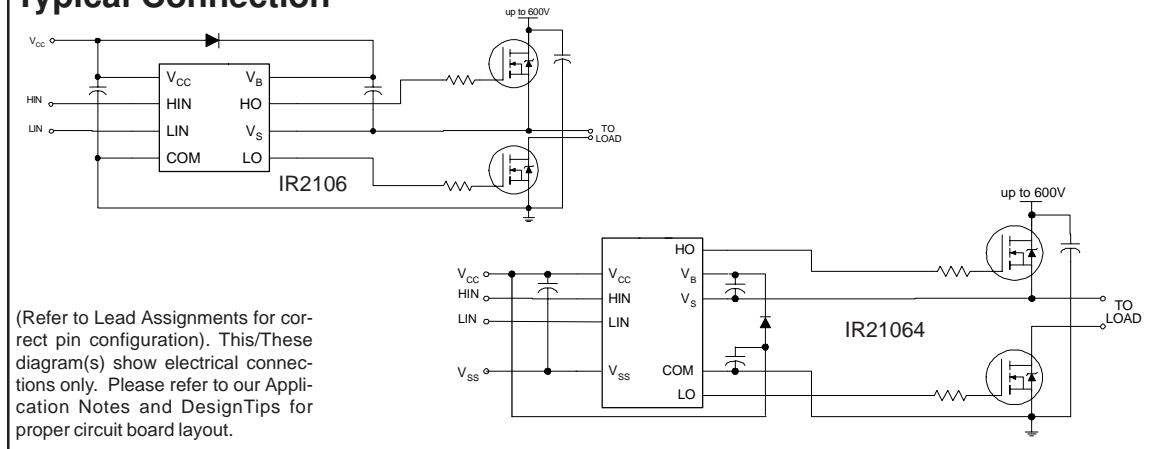 Typical Connection
up to 600V
VCC
VCC
VB
HIN
HIN
HO
LIN
LIN
VS
TO
LOAD
COM
LO
IR2106
up to 600V
HO
VCC
VCC
VB
HIN
HIN
VS
LIN
LIN
TO
LOAD
IR21064
VSS
VSS
COM
LO
(Refer to Lead Assignments for cor-
rect pin configuration). This/These
diagram(s) show electrical connec-
tions only. Please refer to our Appli-
cation Notes and DesignTips for
proper circuit board layout.